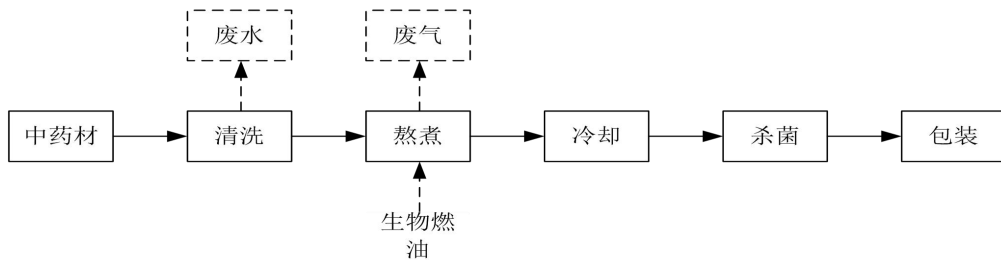 废水
废气
中药材
清洗
熬煮
冷却
杀菌
包装
生物燃
油